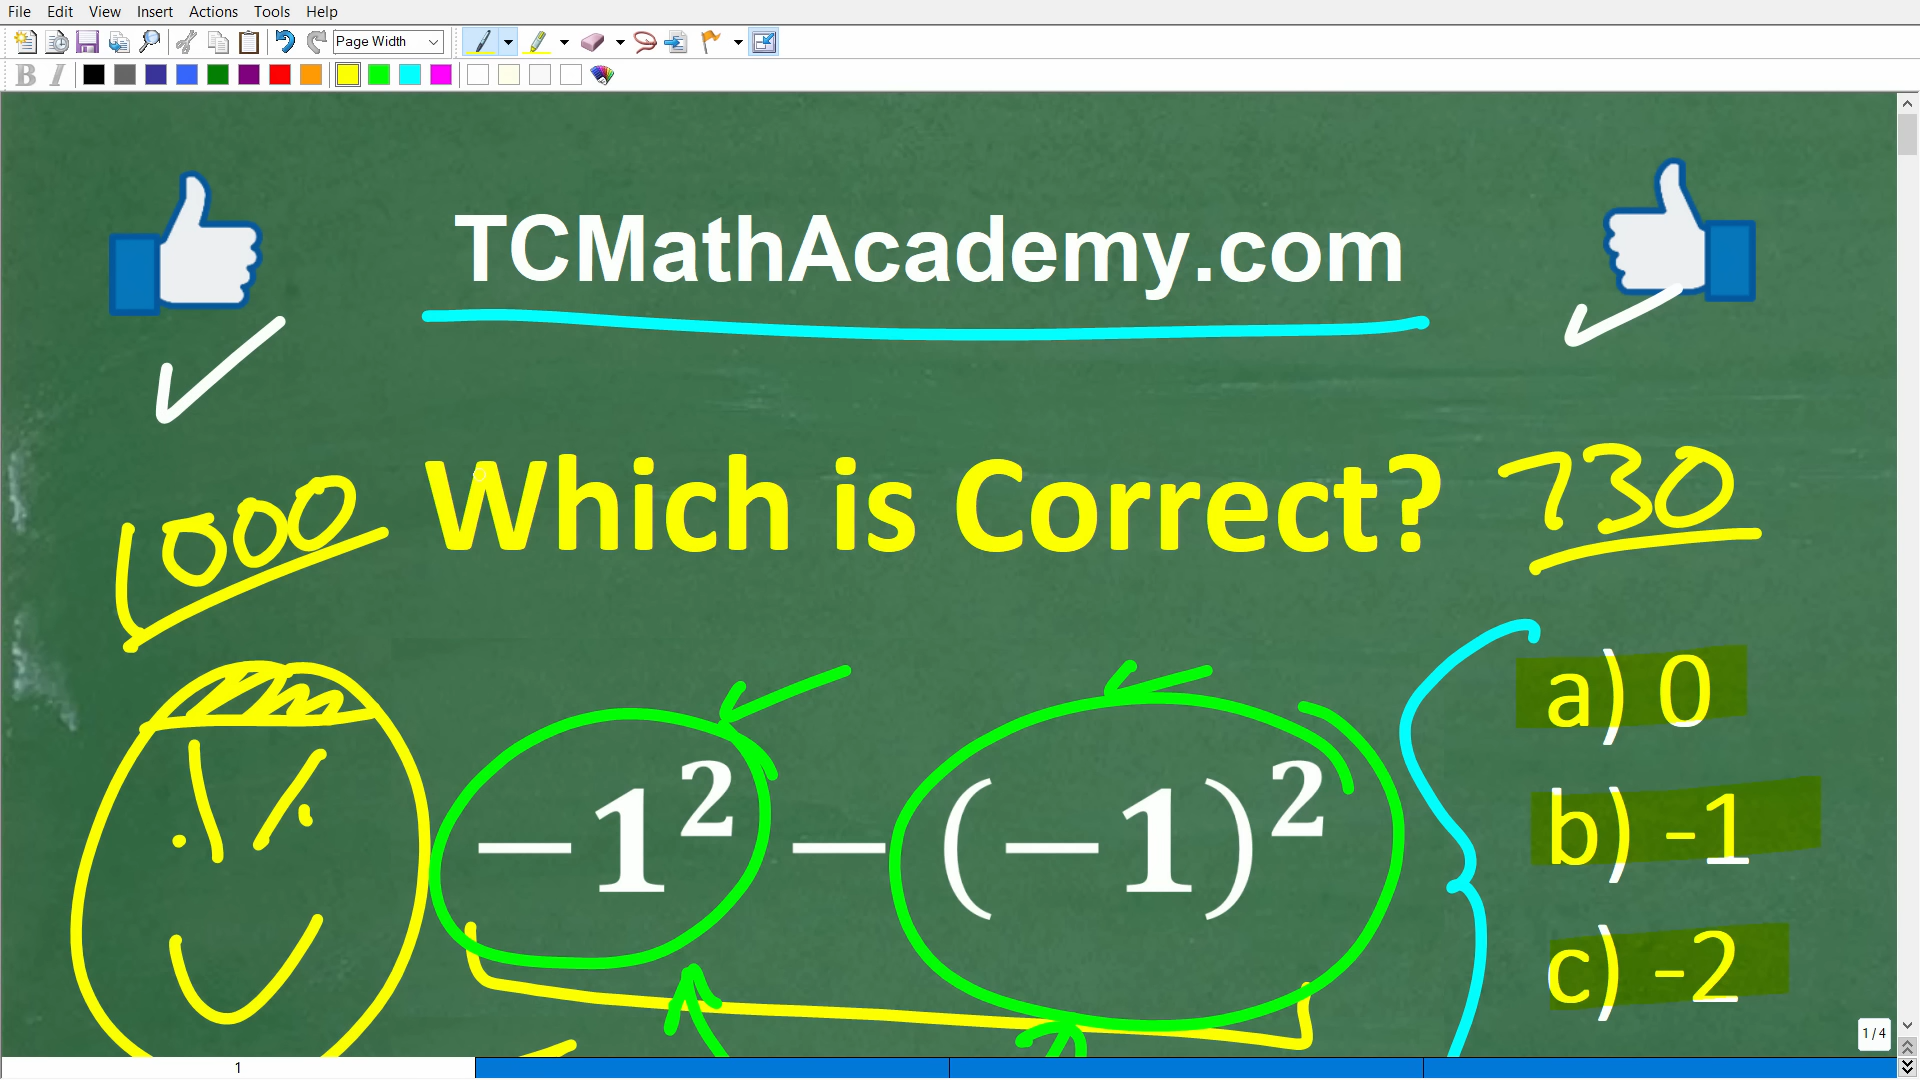 File Edit View Insert Actions Tools Help
Page Width
B I
TCMathAcademy.com
1000 Which is Correct? 730
a) 0
−1² − (−1)²
b) -1
c) -2
1 / 4
1